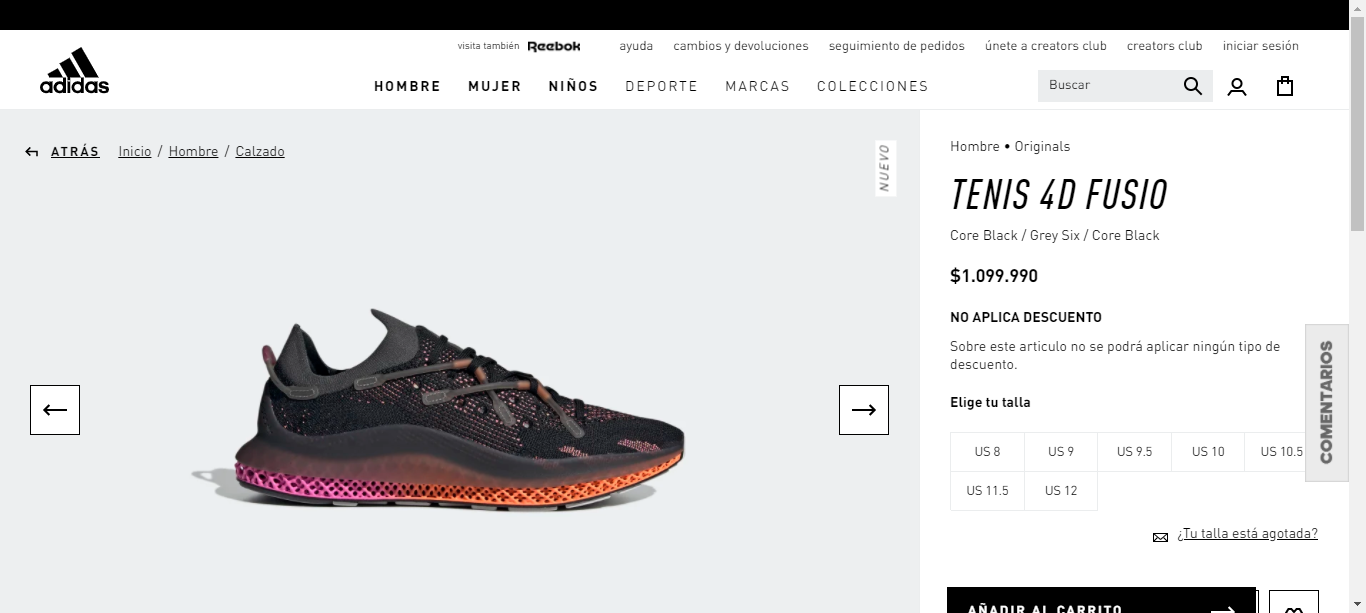 visita también Reebok ayuda cambios y devoluciones seguimiento de pedidos únete a creators club creators club iniciar sesión
adidas
HOMBRE MUJER NIÑOS DEPORTE MARCAS COLECCIONES
Buscar
ATRÁS Inicio / Hombre / Calzado
NUEVO
Hombre • Originals
TENIS 4D FUSIO
Core Black / Grey Six / Core Black
$1.099.990
NO APLICA DESCUENTO
Sobre este articulo no se podrá aplicar ningún tipo de
descuento.
Elige tu talla
US 8 US 9 US 9.5 US 10 US 10.5
US 11.5 US 12
¿Tu talla está agotada?
AÑADIR AL CARRITO
COMENTARIOS